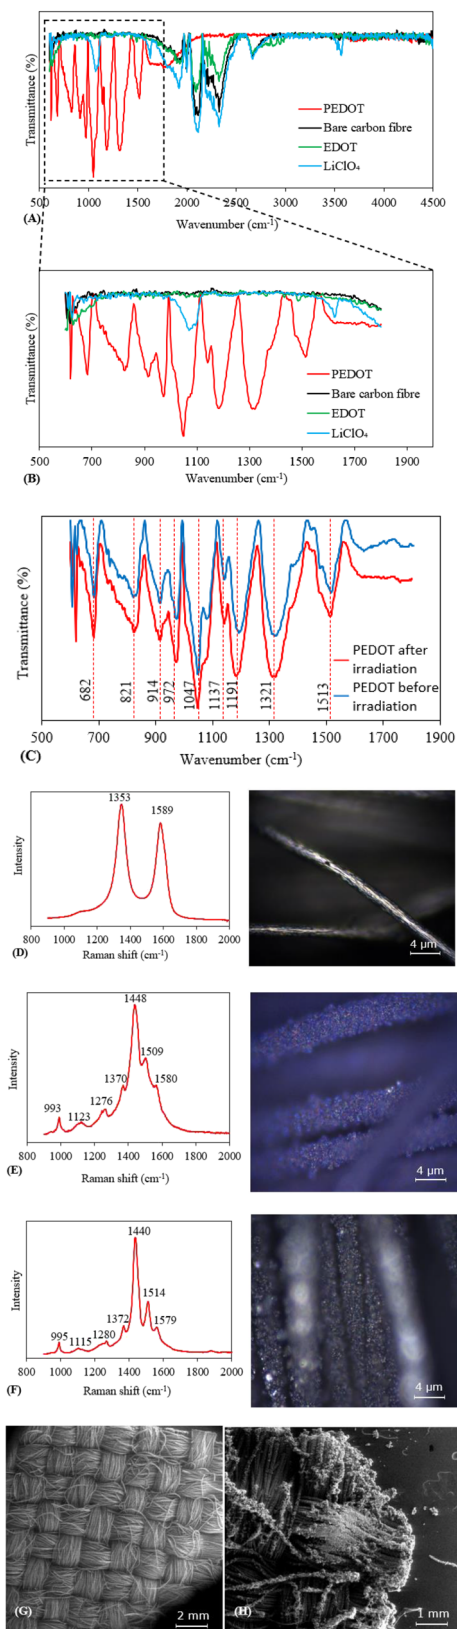 Transmittance (%)
PEDOT
Bare carbon fibre
EDOT
LiClO₄
500 1000 1500 2000 2500 3000 3500 4000 4500
(A)
Wavenumber (cm-1)
Transmittance (%)
PEDOT
Bare carbon fibre
EDOT
LiClO₄
500 700 900 1100 1300 1500 1700 1900
(B)
Wavenumber (cm-1)
Transmittance (%)
682
821
914
972
1047
1137
1191
1321
1513
PEDOT after
irradiation
PEDOT before
irradiation
500 700 900 1100 1300 1500 1700 1900
(C)
Wavenumber (cm-1)
1353
1589
Intensity
800 1000 1200 1400 1600 1800 2000
(D)
Raman shift (cm-1)
4 μm
1448
1509
1370
1580
1276
993
1123
Intensity
800 1000 1200 1400 1600 1800 2000
(E)
Raman shift (cm-1)
4 μm
1440
1514
1372
1579
995
1115
1280
Intensity
800 1000 1200 1400 1600 1800 2000
(F)
Raman shift (cm-1)
4 μm
(G)
2 mm
(H)
1 mm